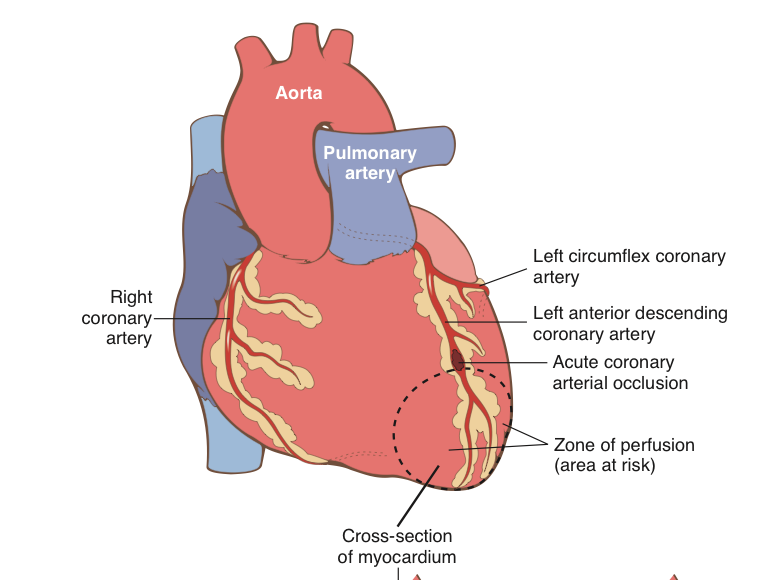 Aorta
Pulmonary
artery
Left circumflex coronary
artery
Right
coronary
artery
Left anterior descending
coronary artery
Acute coronary
arterial occlusion
Zone of perfusion
(area at risk)
Cross-section
of myocardium